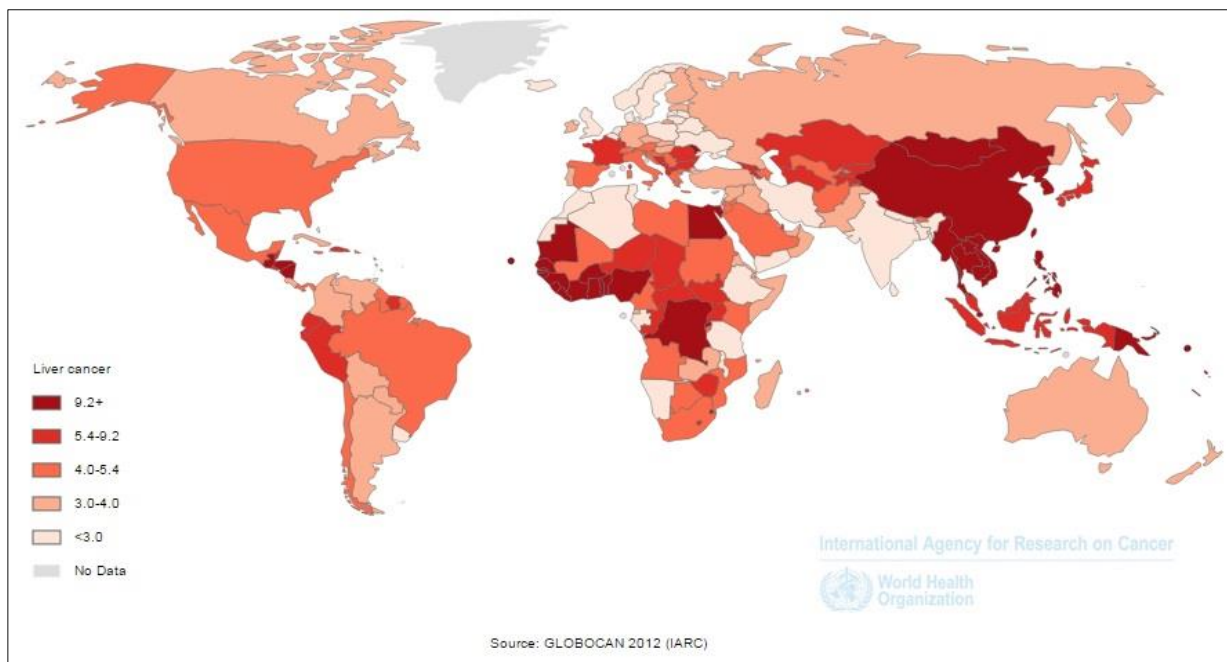 Liver cancer
9.2+
5.4-9.2
4.0-5.4
3.0-4.0
<3.0
No Data
International Agency for Research on Cancer
World Health
Organization
Source: GLOBOCAN 2012 (IARC)